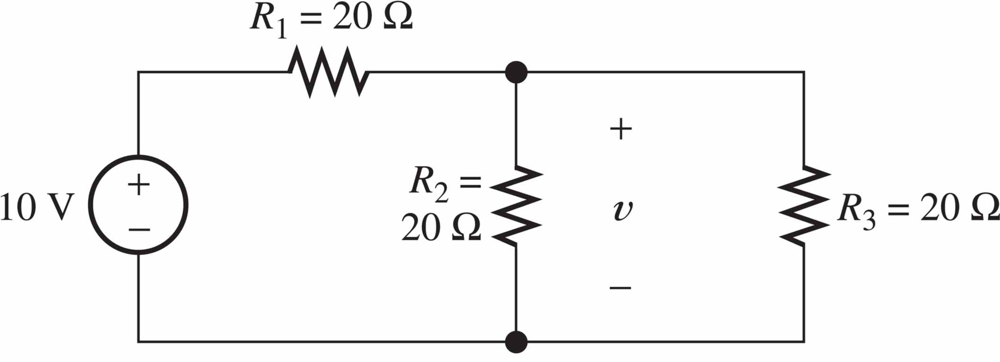 R₁ = 20 Ω
+
R₂ =
+
10 V
v
R₃ = 20 Ω
−
20 Ω
−